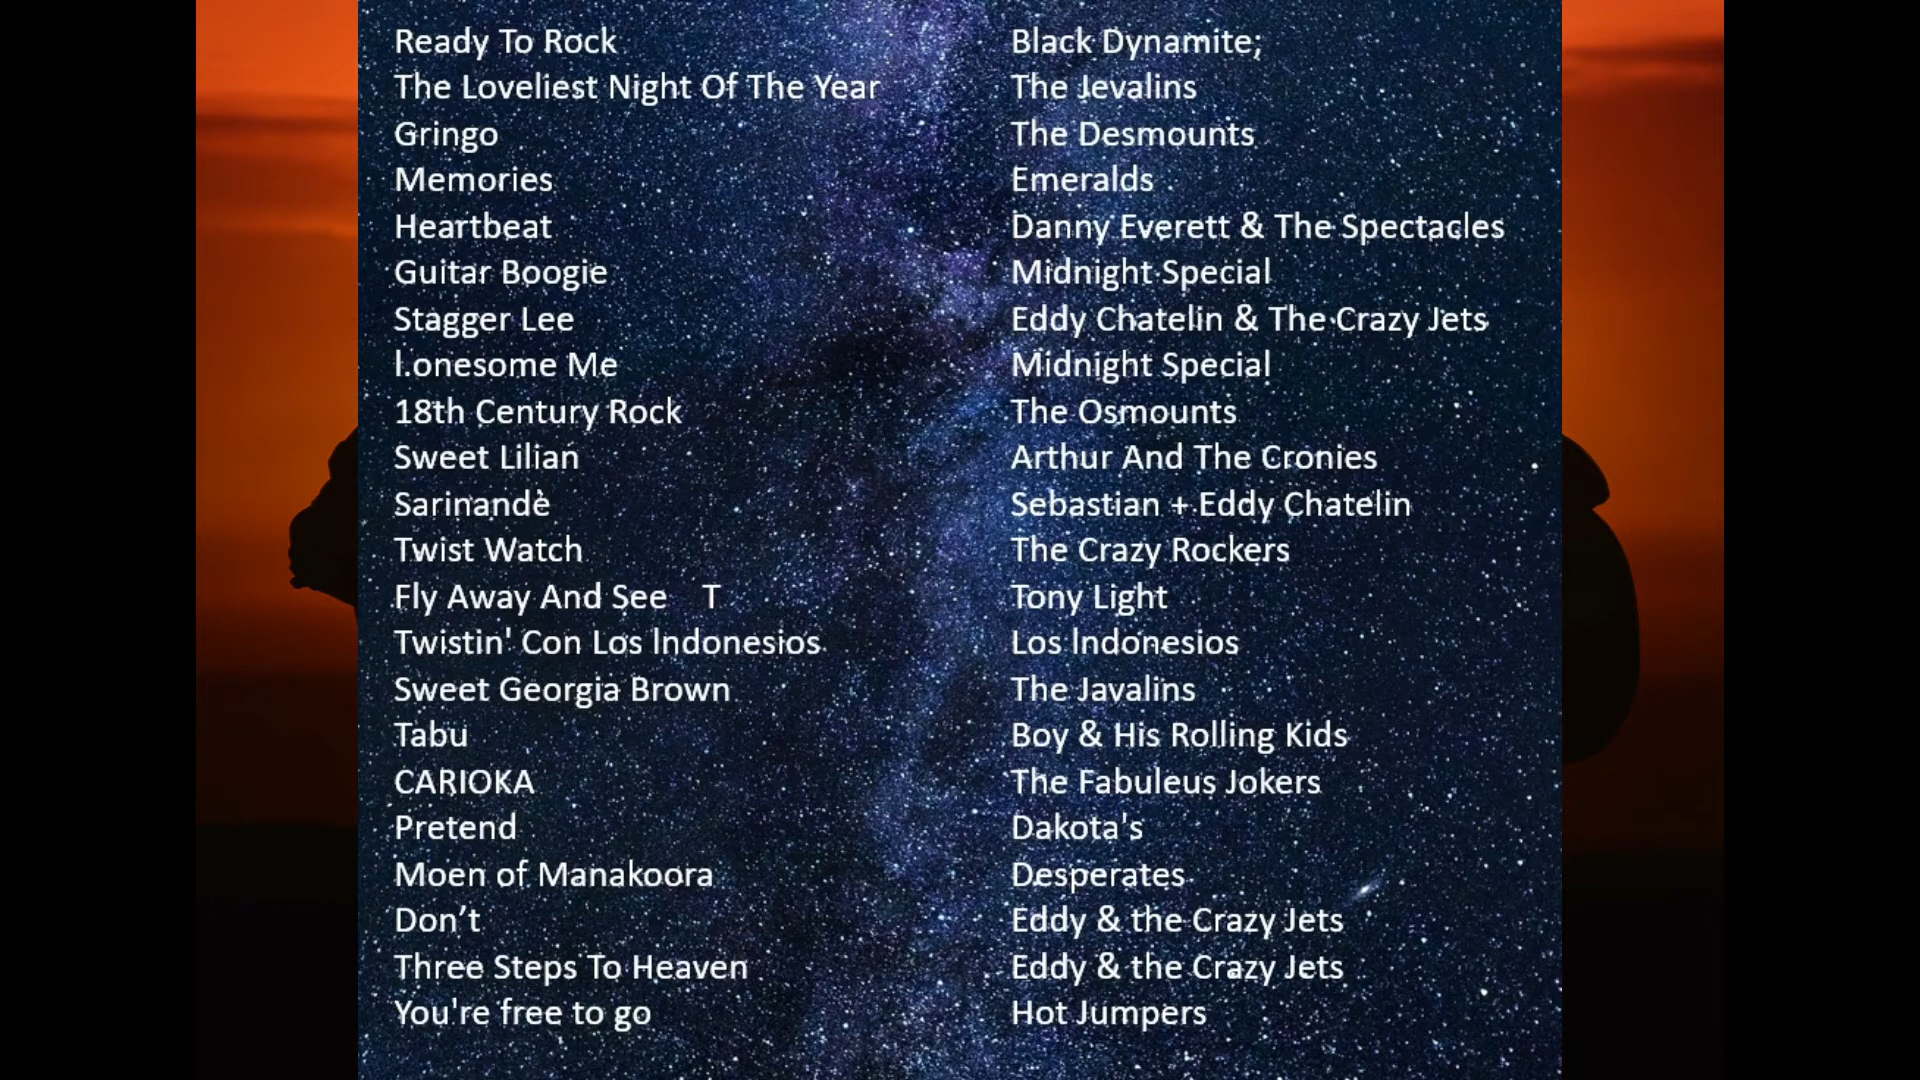 Ready To Rock Black Dynamite;
The Loveliest Night Of The Year The Jevalins
Gringo The Desmounts
Memories Emeralds
Heartbeat Danny Everett & The Spectacles
Guitar Boogie Midnight Special
Stagger Lee Eddy Chatelin & The Crazy Jets
l.onesome Me Midnight Special
18th Century Rock The Osmounts
Sweet Lilian Arthur And The Cronies
Sarinandè Sebastian + Eddy Chatelin
Twist Watch The Crazy Rockers
Fly Away And See T Tony Light
Twistin' Con Los lndonesios Los lndonesios
Sweet Georgia Brown The Javalins
Tabu Boy & His Rolling Kids
CARIOKA The Fabuleus Jokers
Pretend Dakota's
Moen of Manakoora Desperates
Don’t Eddy & the Crazy Jets
Three Steps To Heaven Eddy & the Crazy Jets
You're free to go Hot Jumpers